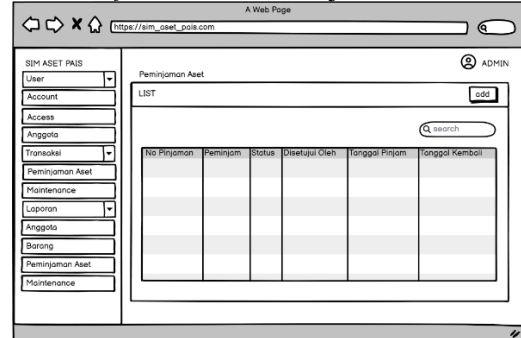 A Web Page
https://sim_aset_pais.com
ADMIN
SIM ASET PAIS
User
Account
Access
Anggota
Transaksi
Peminjaman Aset
Maintenance
Laporan
Anggota
Barang
Peminjaman Aset
Maintenance
Peminjaman Aset
LIST
add
search
No Pinjaman Peminjam Status Disetujui Oleh Tanggal Pinjam Tanggal Kembali